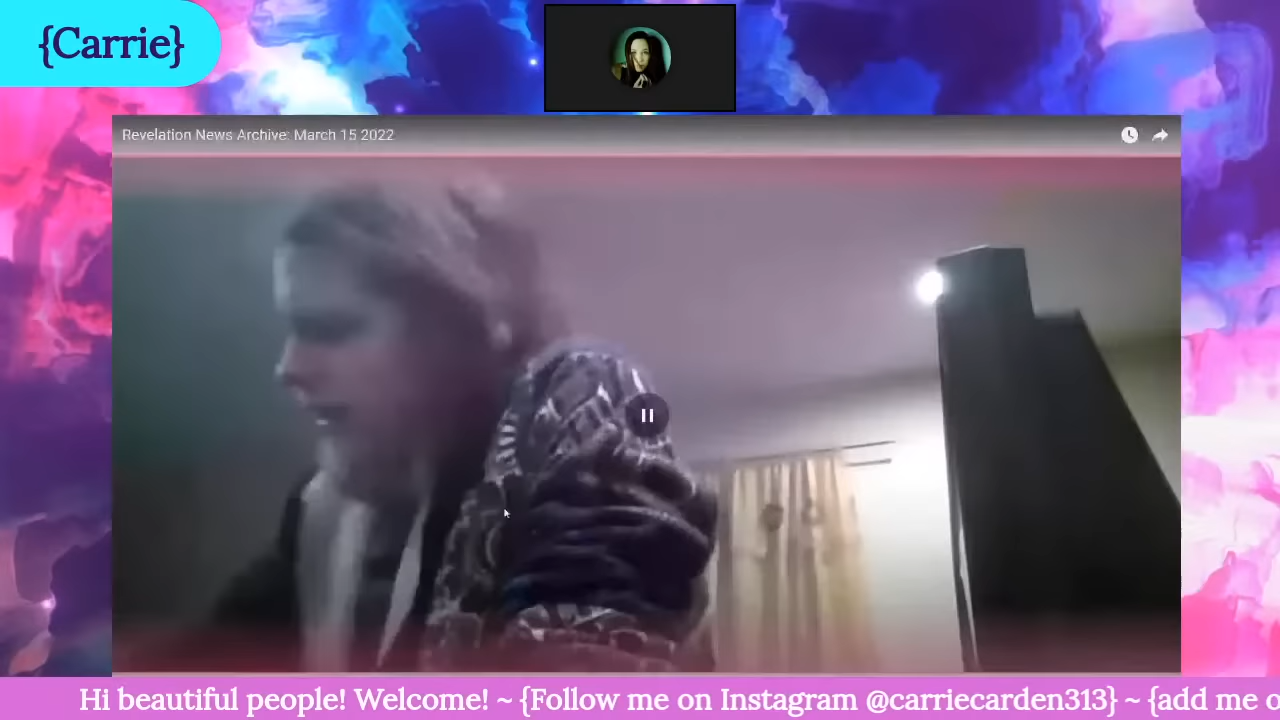 {Carrie}
Revelation News Archive: March 15 2022
Hi beautiful people! Welcome! ~ {Follow me on Instagram @carriecarden313} ~ {add me o